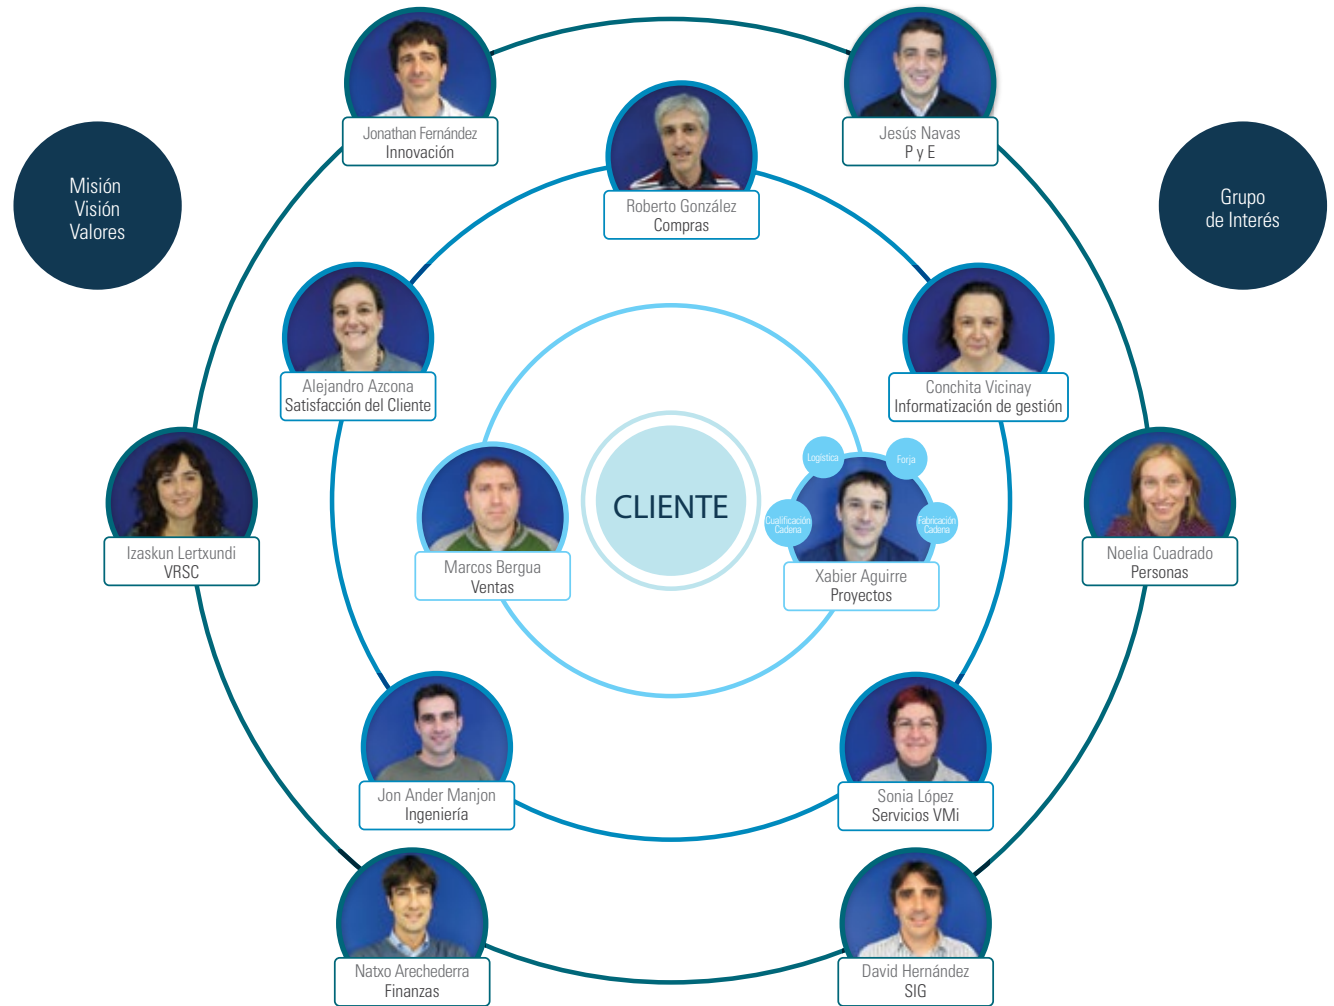 Jonathan Fernández
Innovación
Jesús Navas
P y E
Misión
Visión
Valores
Grupo
de Interés
Roberto González
Compras
Alejandro Azcona
Satisfacción del Cliente
Conchita Vicinay
Informatización de gestión
Logística
Forja
Cualificación
Cadena
Fabricación
Cadena
CLIENTE
Izaskun Lertxundi
VRSC
Marcos Bergua
Ventas
Xabier Aguirre
Proyectos
Noelia Cuadrado
Personas
Jon Ander Manjon
Ingeniería
Sonia López
Servicios VMi
Natxo Arechederra
Finanzas
David Hernández
SIG